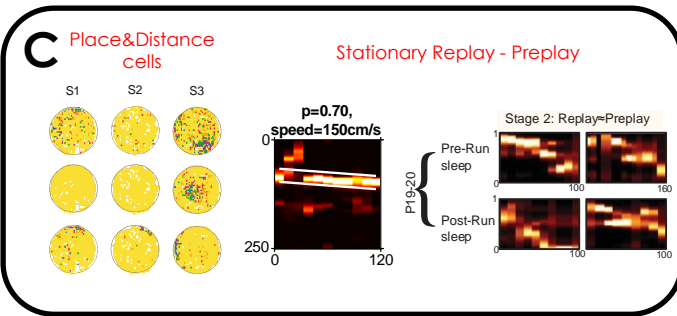 C
Place&Distance
cells
Stationary Replay - Preplay
S1
S2
S3
p=0.70,
speed=150cm/s
0
250
0
120
P19-20
Stage 2: Replay≈Preplay
Pre-Run
sleep
1
0
100
160
Post-Run
sleep
1
0
100
100